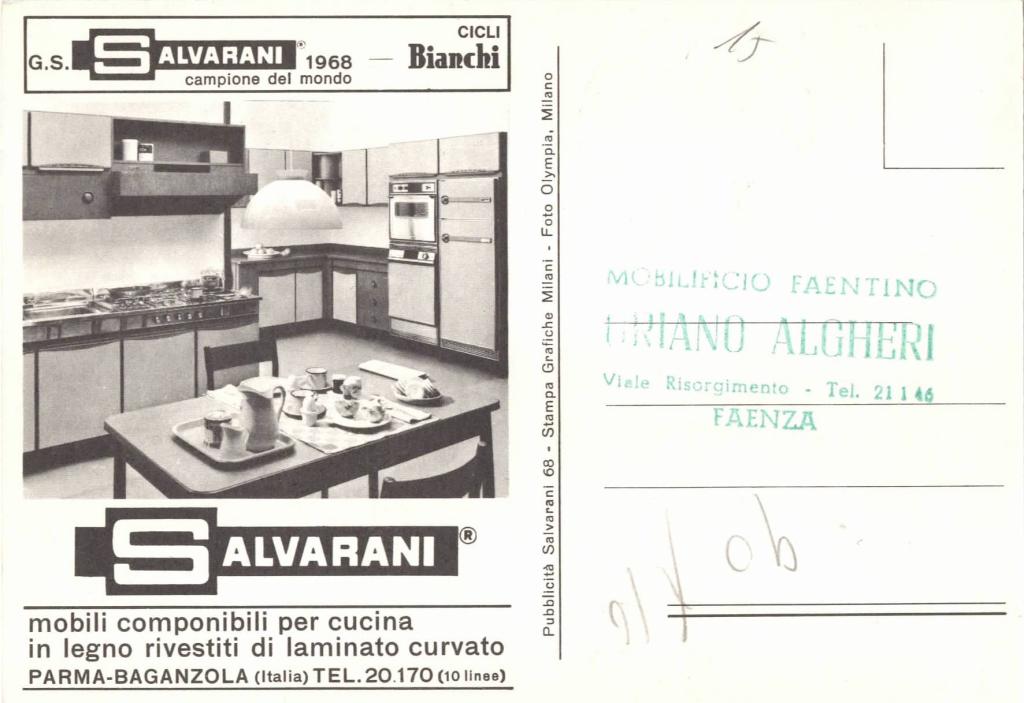 G.S. SALVARANI® 1968 — CICLI Bianchi
campione del mondo
SALVARANI®
mobili componibili per cucina
in legno rivestiti di laminato curvato
PARMA-BAGANZOLA (Italia) TEL. 20.170 (10 linee)
Pubblicità Salvarani 68 - Stampa Grafiche Milani - Foto Olympia, Milano
15
MOBILIFICIO FAENTINO
ORIANO ALGHERI
Viale Risorgimento - Tel. 21146
FAENZA